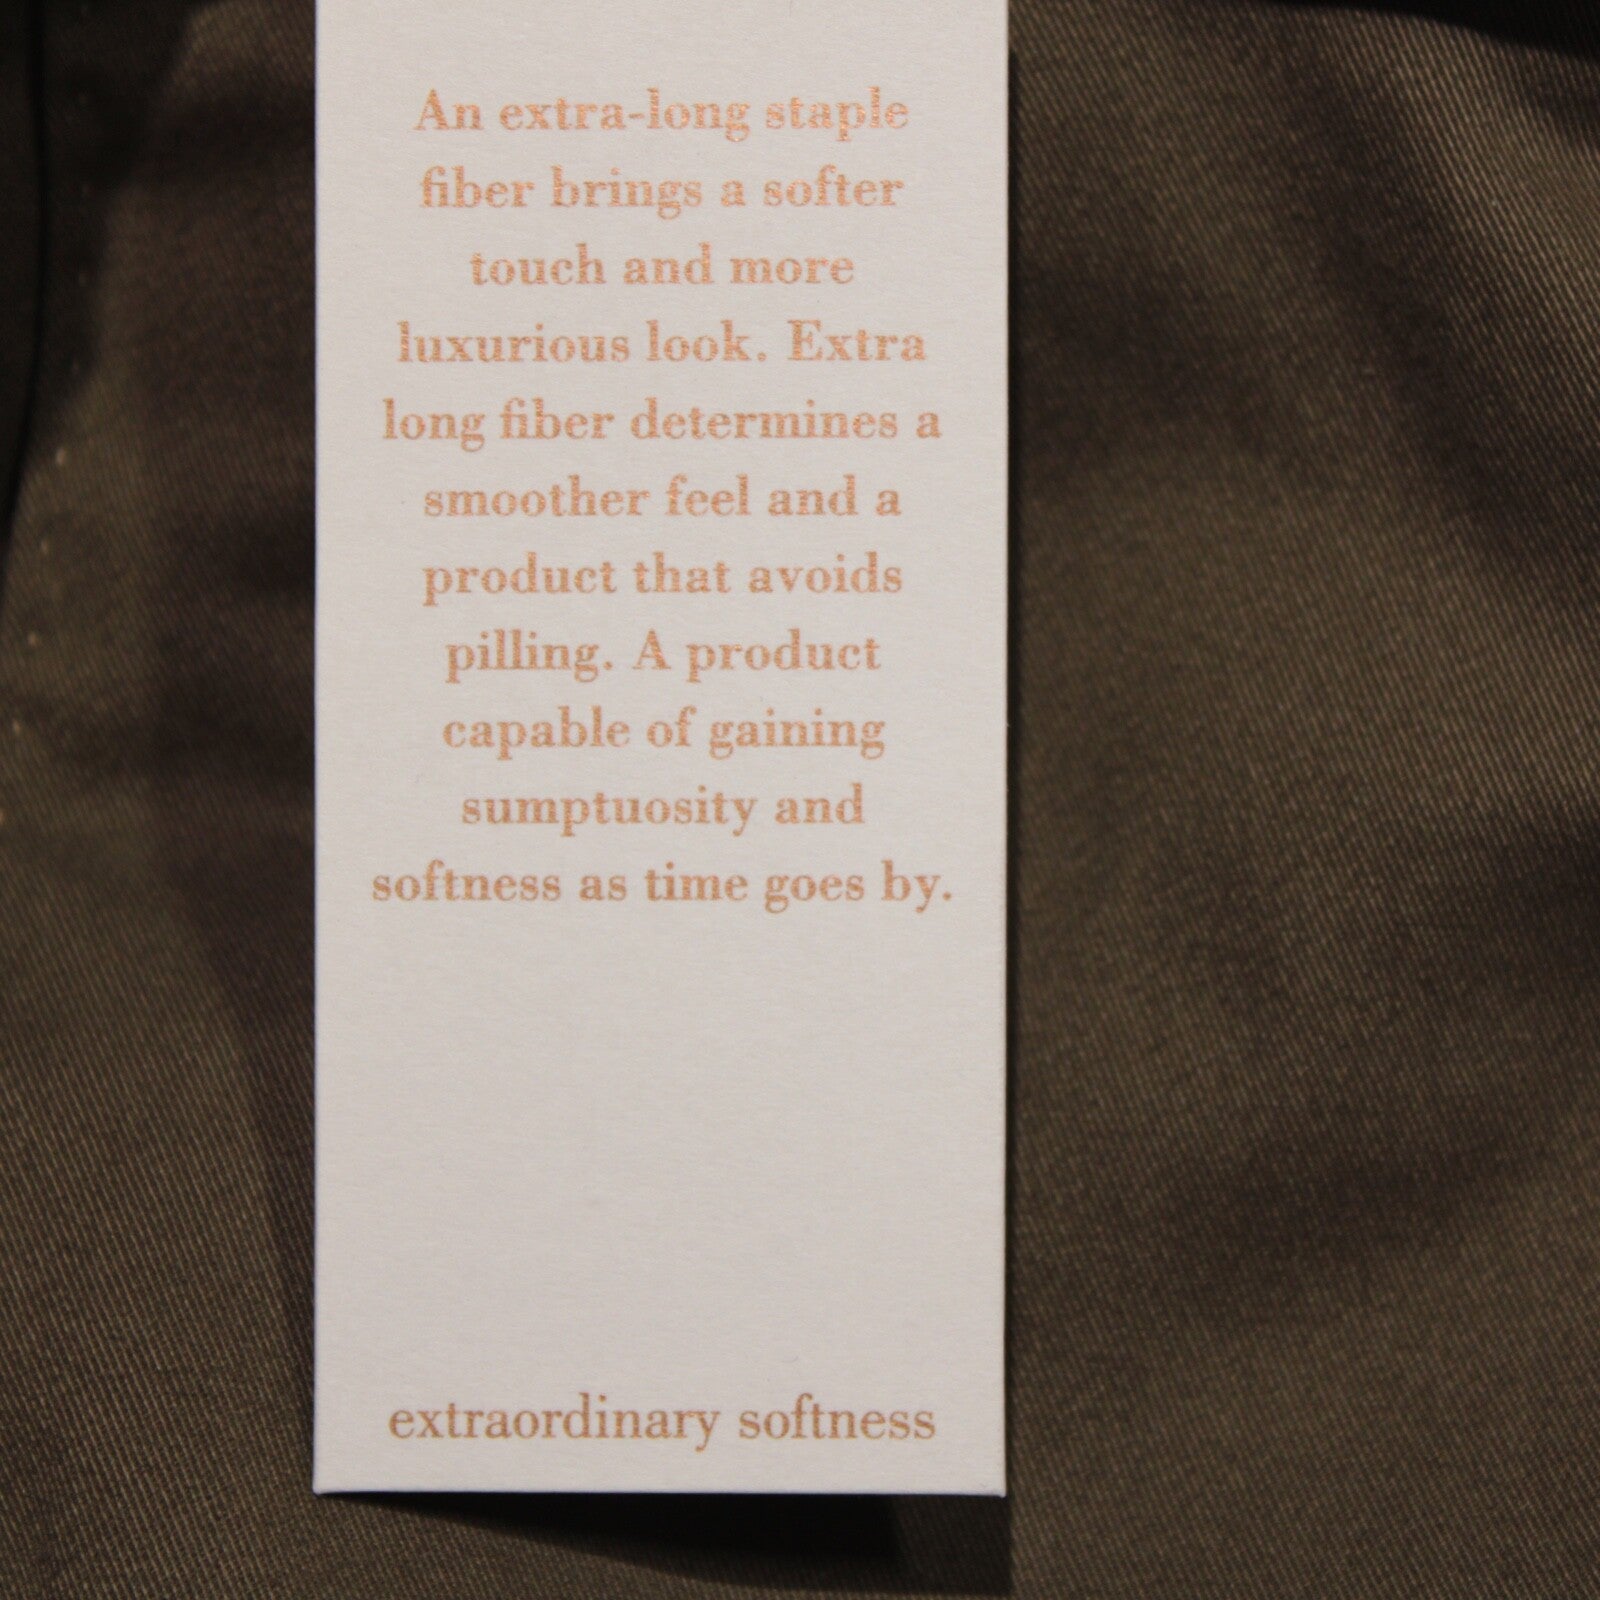 An extra-long staple
fiber brings a softer
touch and more
luxurious look. Extra
long fiber determines a
smoother feel and a
product that avoids
pilling. A product
capable of gaining
sumptuosity and
softness as time goes by.
extraordinary softness